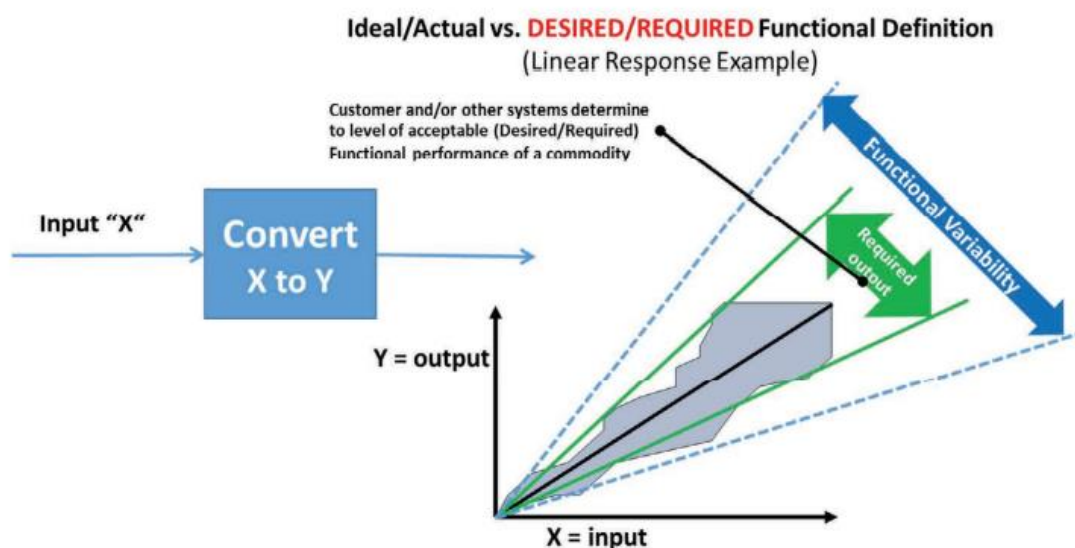 Ideal/Actual vs. DESIRED/REQUIRED Functional Definition
(Linear Response Example)
Customer and/or other systems determine
to level of acceptable (Desired/Required)
Functional performance of a commodity
Input “X“
Convert
X to Y
Functional Variability
Required
outout
Y = output
X = input